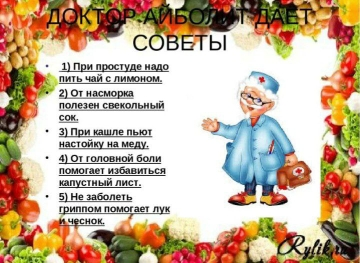 ДОКТОР АЙБОЛИТ ДАЕТ
СОВЕТЫ
• 1) При простуде надо
пить чай с лимоном.
2) От насморка
полезен свекольный
сок.
• 3) При кашле пьют
настойку на меду.
• 4) От головной боли
помогает избавиться
капустный лист.
• 5) Не заболеть
гриппом помогает лук
и чеснок.